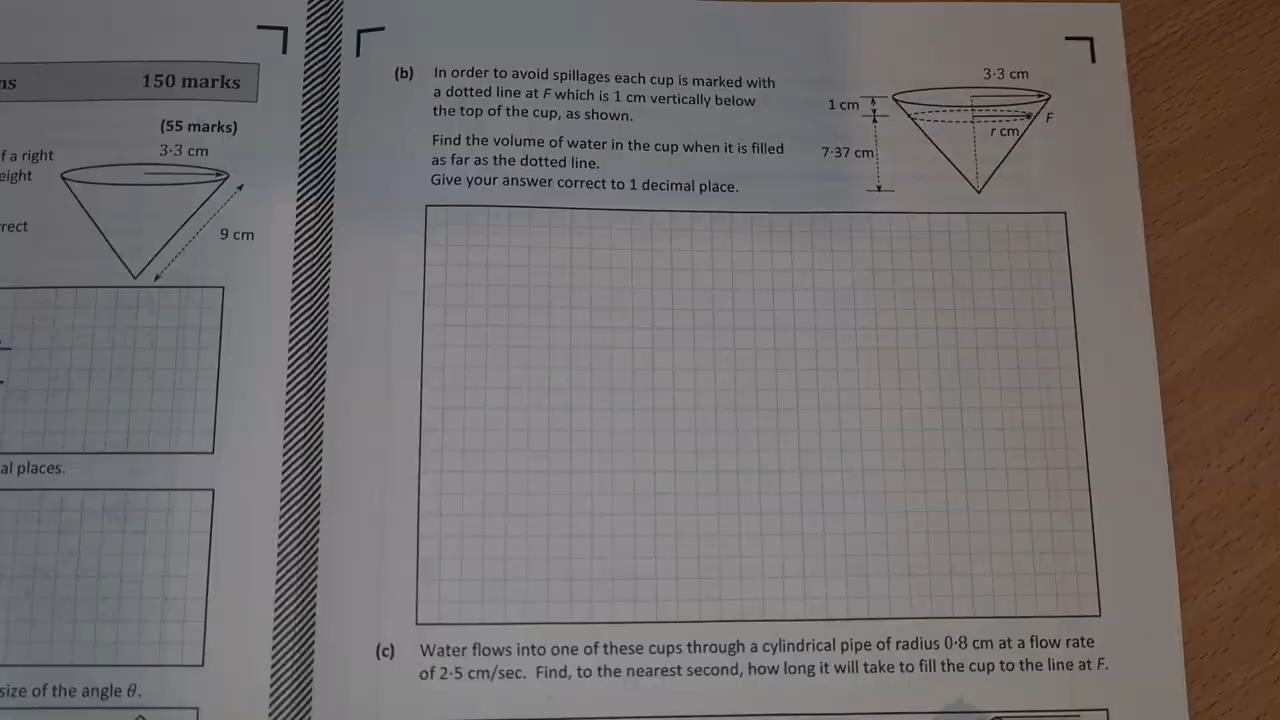 ns 150 marks
(55 marks)
f a right
eight
rrect
3·3 cm
9 cm
al places.
size of the angle θ.
(b) In order to avoid spillages each cup is marked with
a dotted line at F which is 1 cm vertically below
the top of the cup, as shown.
Find the volume of water in the cup when it is filled
as far as the dotted line.
Give your answer correct to 1 decimal place.
3·3 cm
1 cm
F
r cm
7·37 cm
(c) Water flows into one of these cups through a cylindrical pipe of radius 0·8 cm at a flow rate
of 2·5 cm/sec. Find, to the nearest second, how long it will take to fill the cup to the line at F.